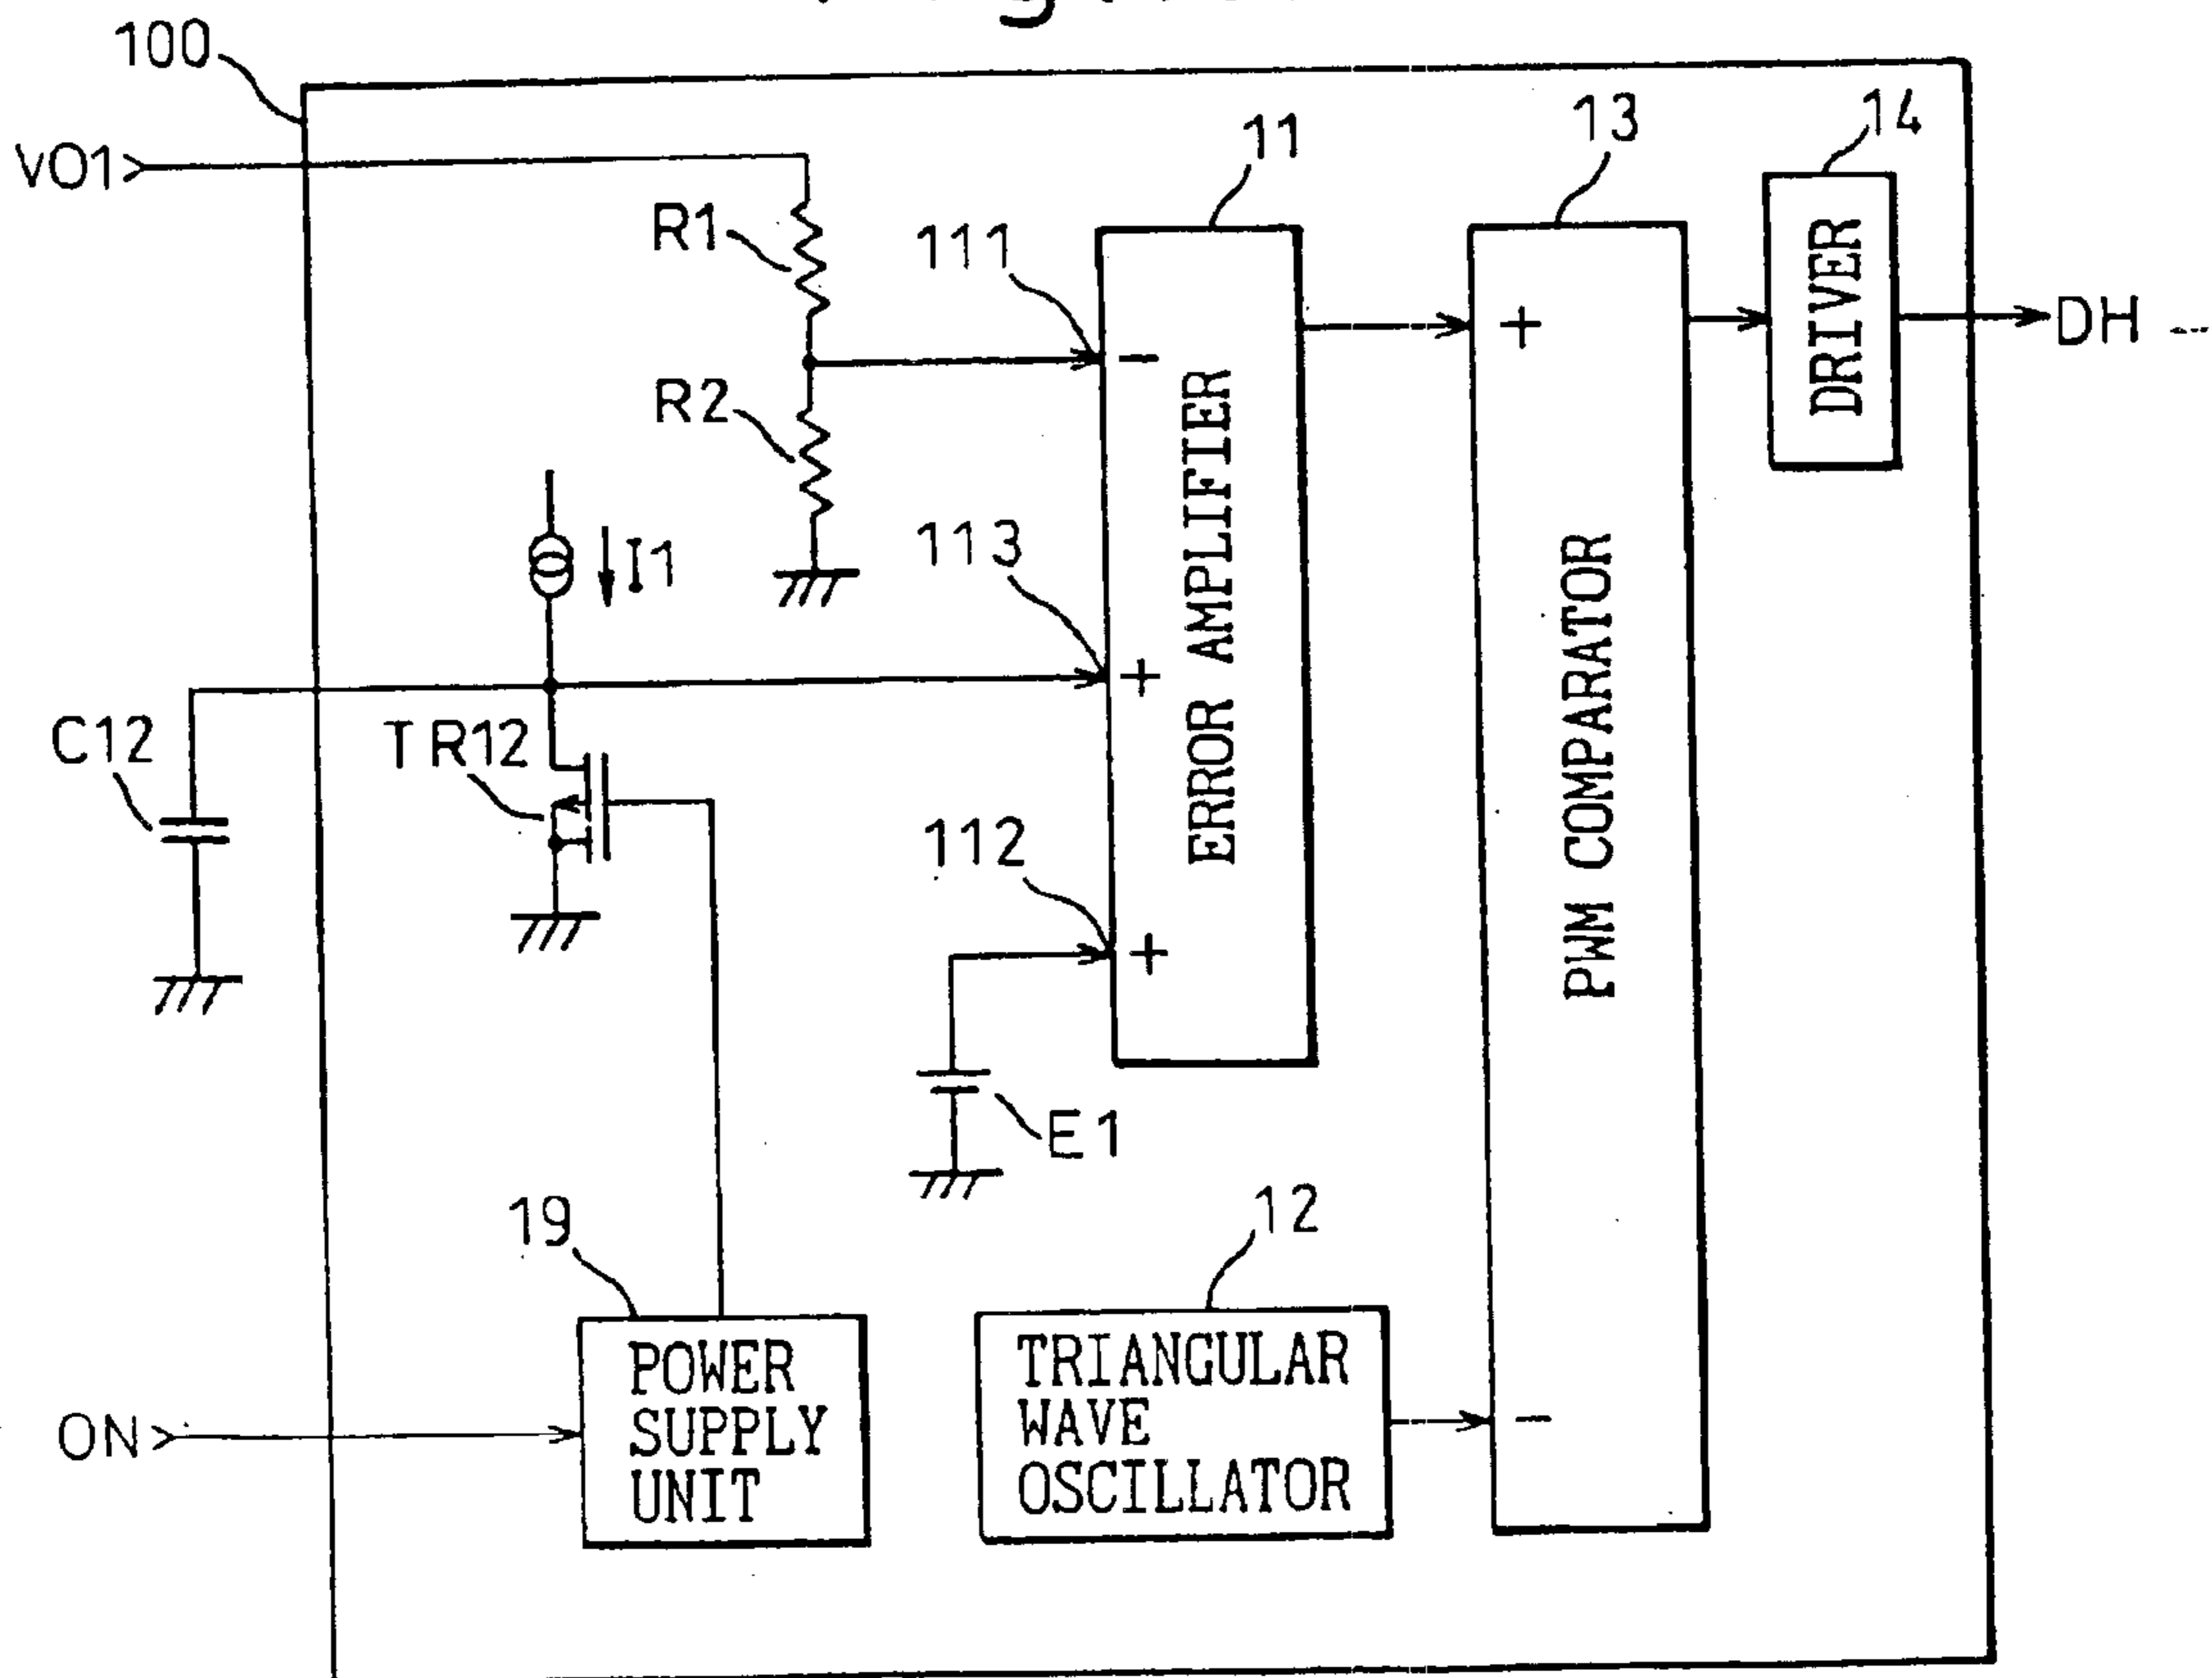 100
VO1
R1
111
11
13
14
DRIVER
DH
+
-
R2
ERROR AMPLIFIER
I1
113
+
PWM COMPARATOR
C12
TR12
112
+
E1
19
12
POWER
SUPPLY
UNIT
TRIANGULAR
WAVE
OSCILLATOR
-
ON